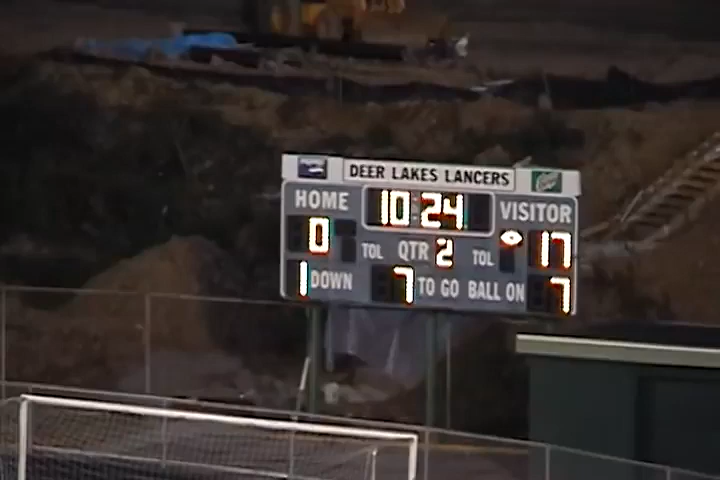 DEER LAKES LANCERS
HOME 10:24 VISITOR
0 TOL QTR 2 TOL 17
1 DOWN 7 TO GO BALL ON 7